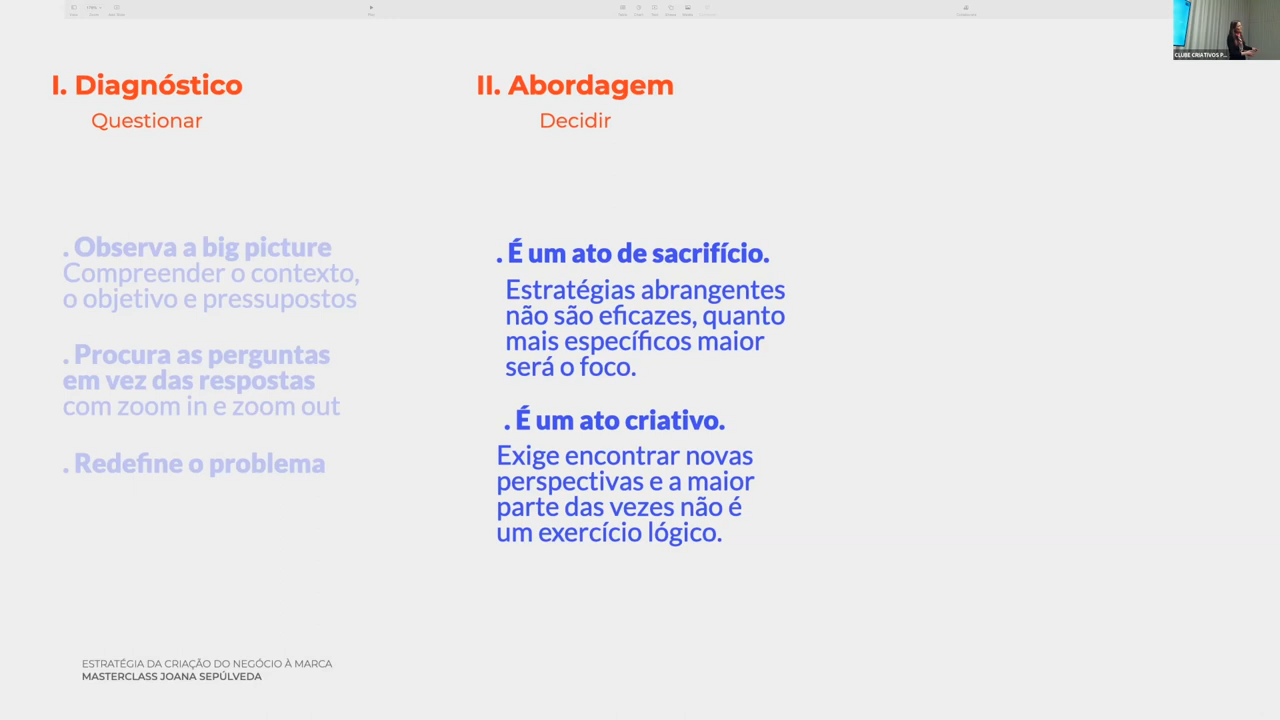 CLUBE CRIATIVOS P...
I. Diagnóstico
Questionar
. Observa a big picture
Compreender o contexto,
o objetivo e pressupostos
. Procura as perguntas
em vez das respostas
com zoom in e zoom out
. Redefine o problema
II. Abordagem
Decidir
. É um ato de sacrifício.
Estratégias abrangentes
não são eficazes, quanto
mais específicos maior
será o foco.
. É um ato criativo.
Exige encontrar novas
perspectivas e a maior
parte das vezes não é
um exercício lógico.
ESTRATÉGIA DA CRIAÇÃO DO NEGÓCIO À MARCA
MASTERCLASS JOANA SEPÚLVEDA